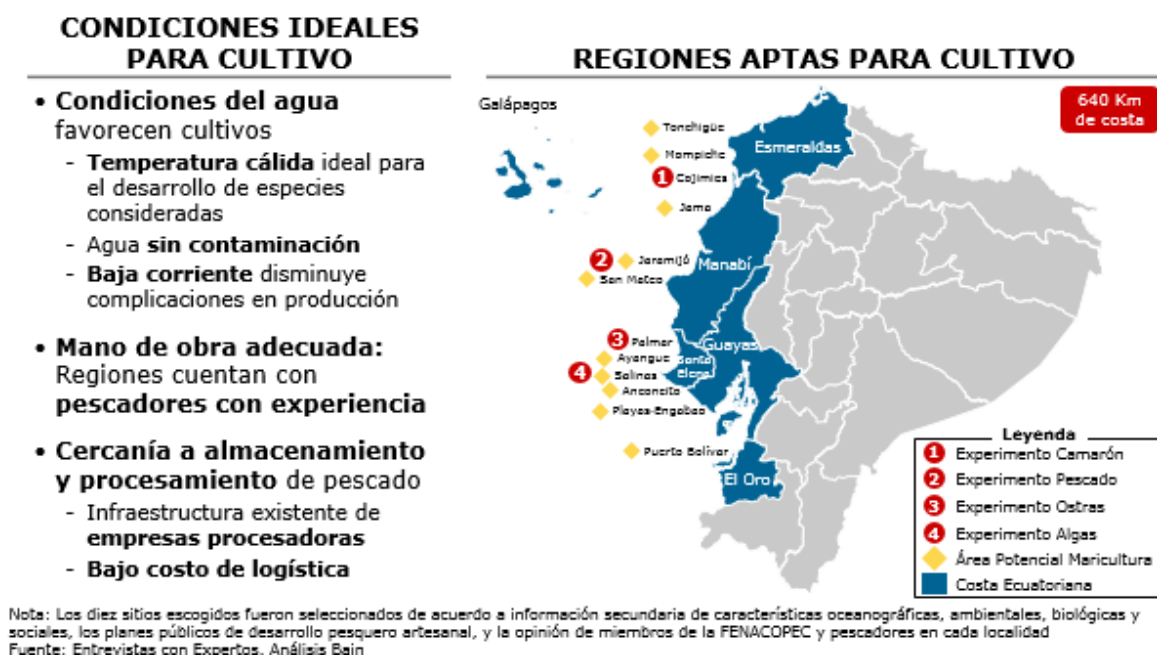 CONDICIONES IDEALES
PARA CULTIVO
• Condiciones del agua
favorecen cultivos
- Temperatura cálida ideal para
el desarrollo de especies
consideradas
- Agua sin contaminación
- Baja corriente disminuye
complicaciones en producción
• Mano de obra adecuada:
Regiones cuentan con
pescadores con experiencia
• Cercanía a almacenamiento
y procesamiento de pescado
- Infraestructura existente de
empresas procesadoras
- Bajo costo de logística
REGIONES APTAS PARA CULTIVO
640 Km
de costa
Galápagos
Tonchigüe
Mompiche
1 Cojimies
Jama
2 Jaramijó
San Mateo
3 Palmar
Ayangue
4 Salinas
Anconcito
Playas-Engabao
Puerto Bolívar
Esmeraldas
Manabí
Guayas
Santa
Elena
El Oro
Leyenda
1 Experimento Camarón
2 Experimento Pescado
3 Experimento Ostras
4 Experimento Algas
Área Potencial Maricultura
Costa Ecuatoriana
Nota: Los diez sitios escogidos fueron seleccionados de acuerdo a información secundaria de características oceanográficas, ambientales, biológicas y
sociales, los planes públicos de desarrollo pesquero artesanal, y la opinión de miembros de la FENACOPEC y pescadores en cada localidad
Fuente: Entrevistas con Expertos, Análisis Bain